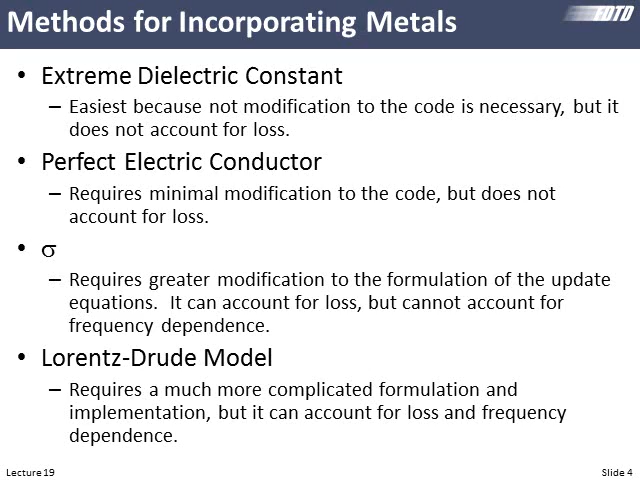 Methods for Incorporating Metals
FDTD
• Extreme Dielectric Constant
– Easiest because not modification to the code is necessary, but it
does not account for loss.
• Perfect Electric Conductor
– Requires minimal modification to the code, but does not
account for loss.
• σ
– Requires greater modification to the formulation of the update
equations.  It can account for loss, but cannot account for
frequency dependence.
• Lorentz-Drude Model
– Requires a much more complicated formulation and
implementation, but it can account for loss and frequency
dependence.
Lecture 19
Slide 4